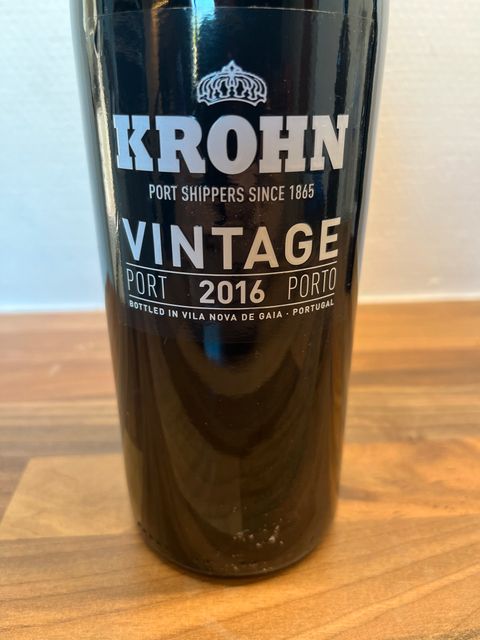 KROHN
PORT SHIPPERS SINCE 1865
VINTAGE
PORT 2016 PORTO
BOTTLED IN VILA NOVA DE GAIA · PORTUGAL